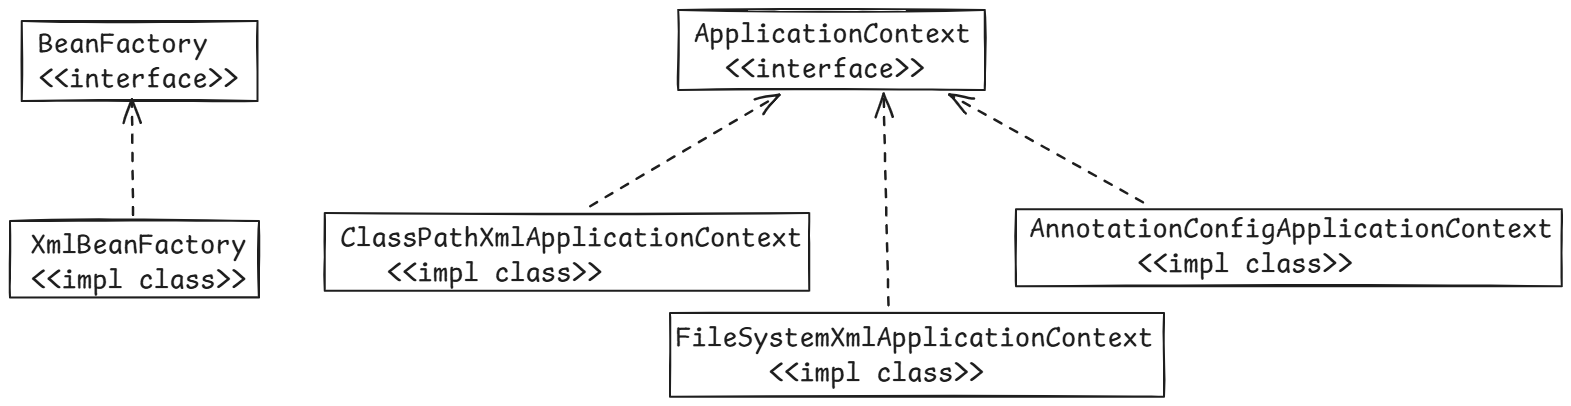 BeanFactory
<<interface>>
ApplicationContext
<<interface>>
XmlBeanFactory
<<impl class>>
ClassPathXmlApplicationContext
<<impl class>>
AnnotationConfigApplicationContext
<<impl class>>
FileSystemXmlApplicationContext
<<impl class>>